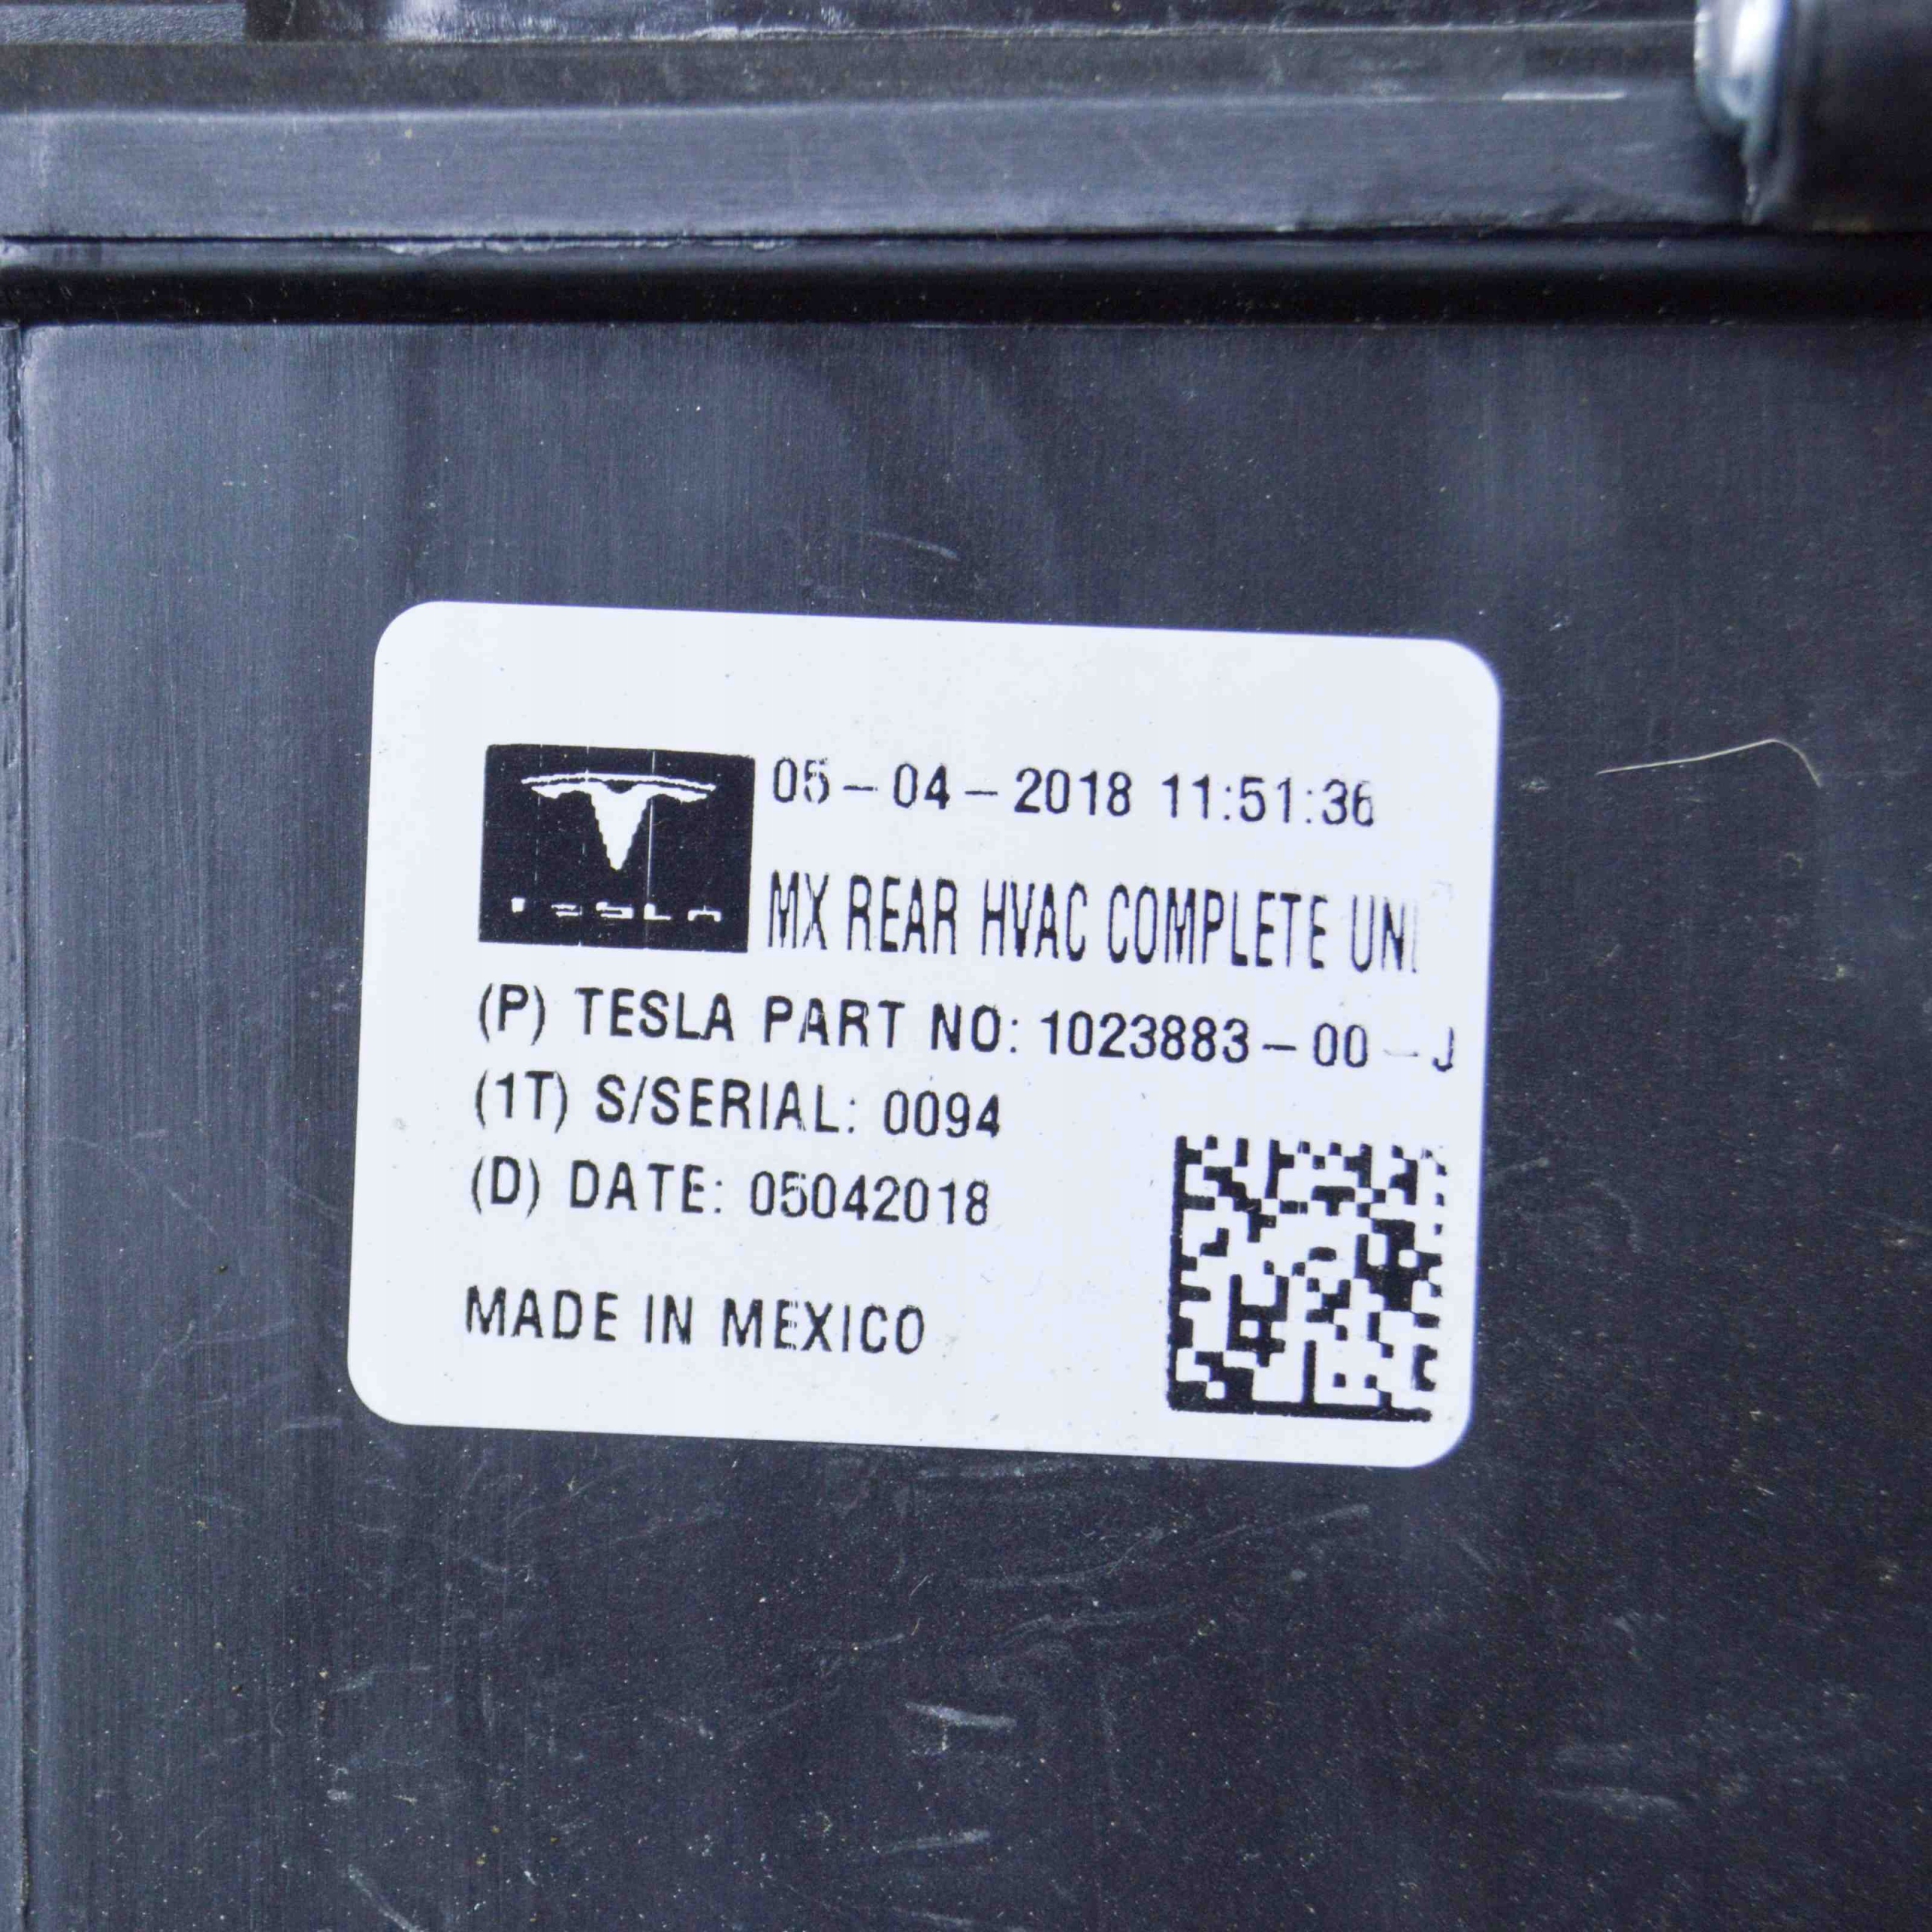 05-04-2018 11:51:36
TESLA
MX REAR HVAC COMPLETE UNI
(P) TESLA PART NO: 1023883-00-J
(1T) S/SERIAL: 0094
(D) DATE: 05042018
MADE IN MEXICO